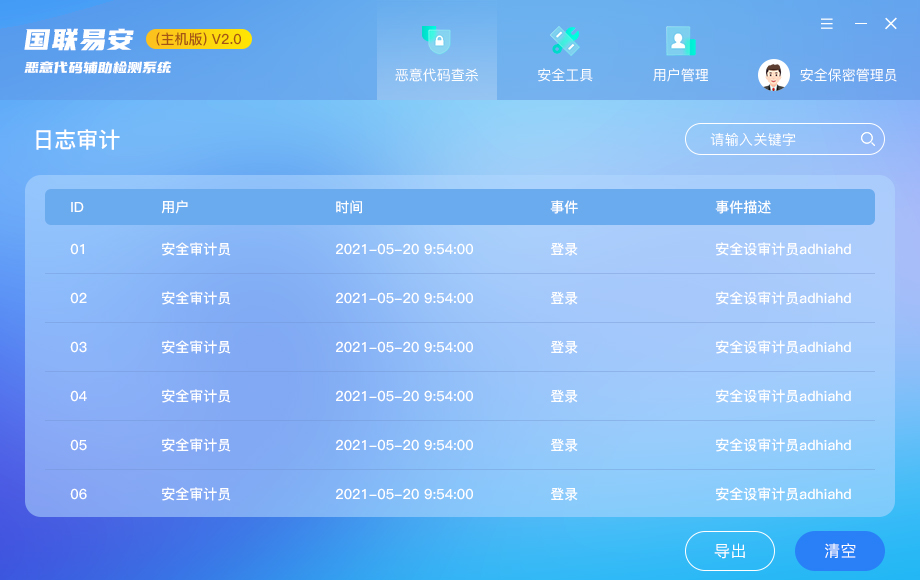 国联易安 (主机版) V2.0
恶意代码辅助检测系统
恶意代码查杀 安全工具 用户管理 安全保密管理员
日志审计 请输入关键字
ID 用户 时间 事件 事件描述
01 安全审计员 2021-05-20 9:54:00 登录 安全设审计员adhiahd
02 安全审计员 2021-05-20 9:54:00 登录 安全设审计员adhiahd
03 安全审计员 2021-05-20 9:54:00 登录 安全设审计员adhiahd
04 安全审计员 2021-05-20 9:54:00 登录 安全设审计员adhiahd
05 安全审计员 2021-05-20 9:54:00 登录 安全设审计员adhiahd
06 安全审计员 2021-05-20 9:54:00 登录 安全设审计员adhiahd
导出 清空